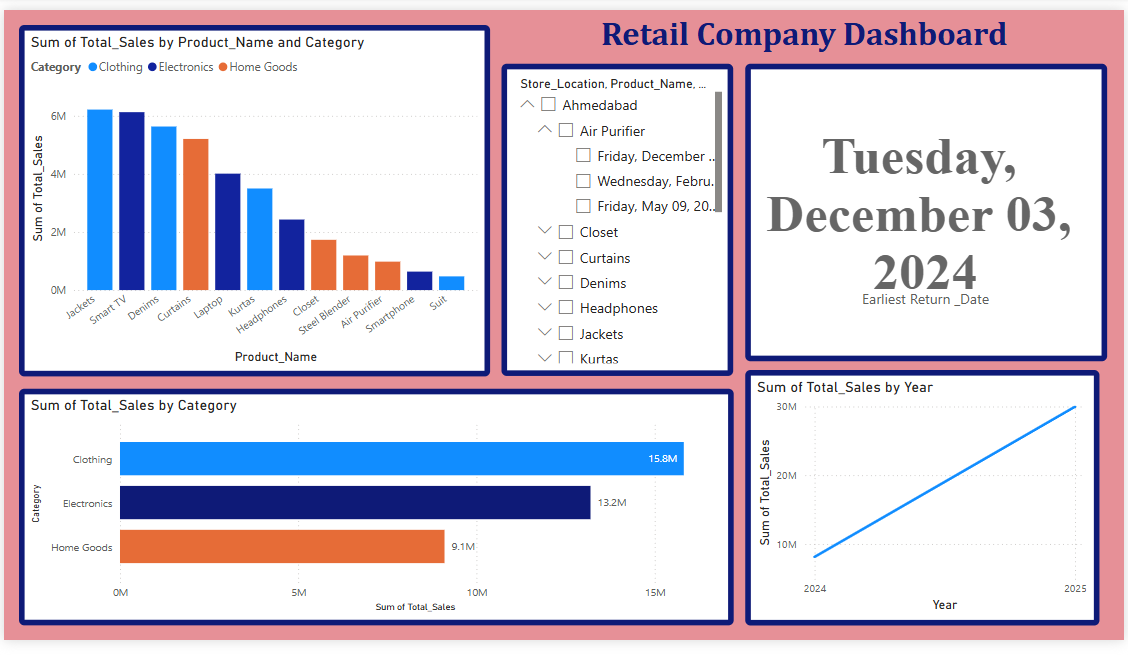 Retail Company Dashboard
Sum of Total_Sales by Product_Name and Category
Category Clothing Electronics Home Goods
Sum of Total_Sales
6M
4M
2M
0M
Jackets
Smart TV
Denims
Curtains
Laptop
Kurtas
Headphones
Closet
Steel Blender
Air Purifier
Smartphone
Suit
Product_Name
Store_Location, Product_Name, ...
Ahmedabad
Air Purifier
Friday, December ..
Wednesday, Febru.
Friday, May 09, 20..
Closet
Curtains
Denims
Headphones
Jackets
Kurtas
Tuesday,
December 03,
2024
Earliest Return _Date
Sum of Total_Sales by Category
Category
Clothing 15.8M
Electronics 13.2M
Home Goods 9.1M
0M 5M 10M 15M
Sum of Total_Sales
Sum of Total_Sales by Year
Sum of Total_Sales
30M
20M
10M
2024 2025
Year